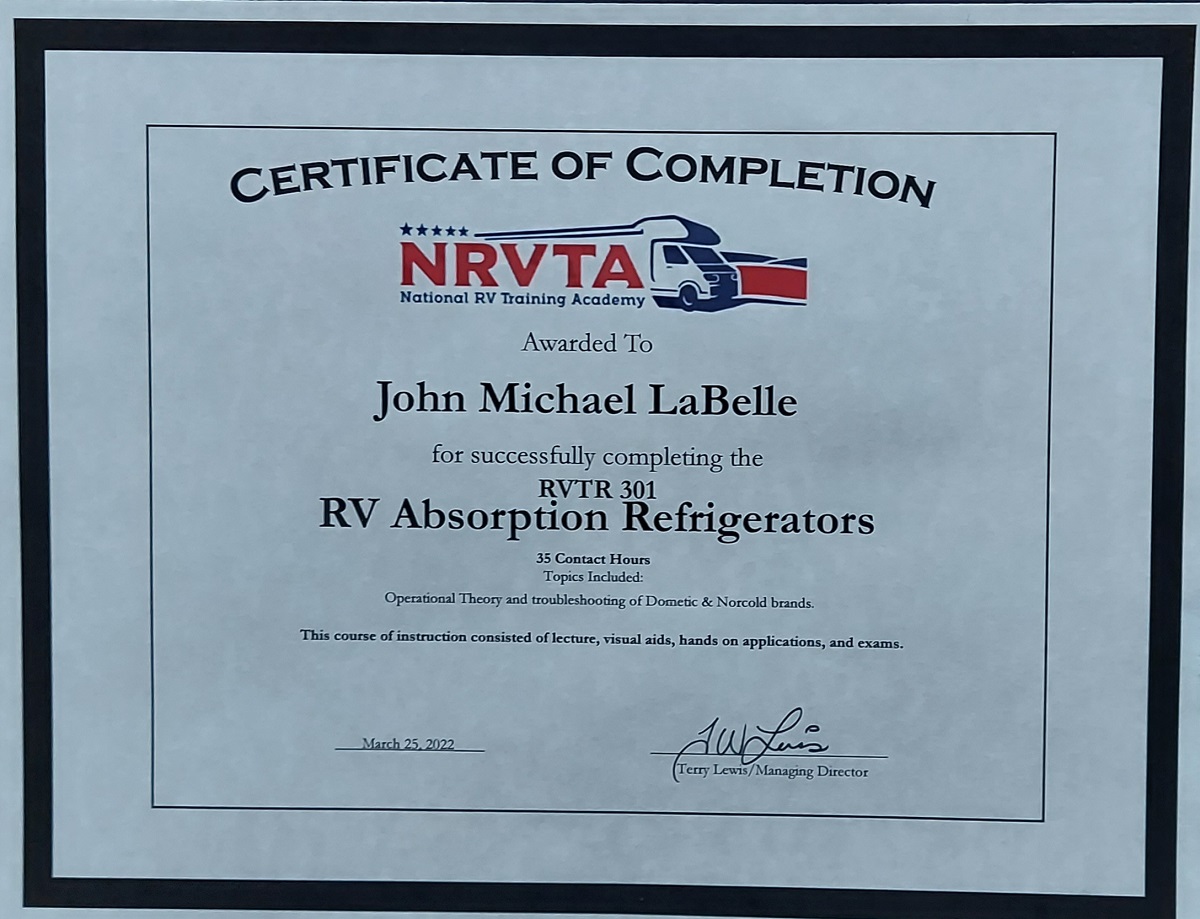 CERTIFICATE OF COMPLETION
NRVTA
National RV Training Academy
Awarded To
John Michael LaBelle
for successfully completing the
RVTR 301
RV Absorption Refrigerators
35 Contact Hours
Topics Included:
Operational Theory and troubleshooting of Dometic & Norcold brands.
This course of instruction consisted of lecture, visual aids, hands on applications, and exams.
March 25, 2022
TW Lewis
Terry Lewis/Managing Director